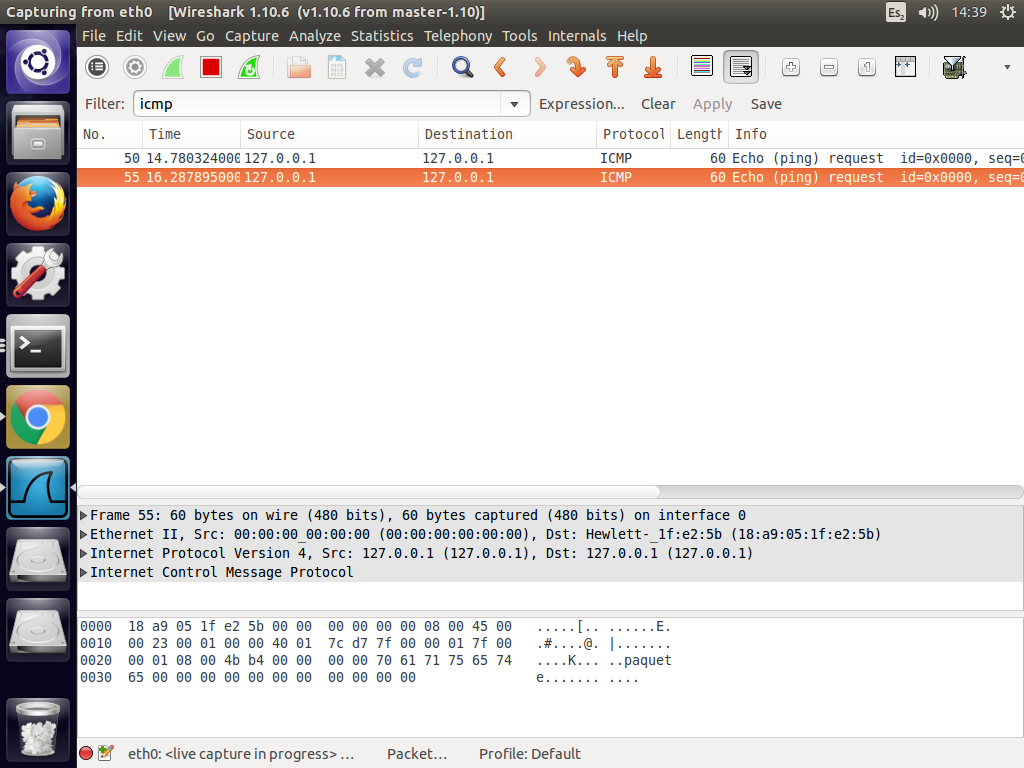 Capturing from eth0 [Wireshark 1.10.6 (v1.10.6 from master-1.10)] Es2 14:39
File Edit View Go Capture Analyze Statistics Telephony Tools Internals Help
Filter: icmp Expression... Clear Apply Save
No. Time Source Destination Protocol Length Info
50 14.780324000 127.0.0.1 127.0.0.1 ICMP 60 Echo (ping) request id=0x0000, seq=0
55 16.287895000 127.0.0.1 127.0.0.1 ICMP 60 Echo (ping) request id=0x0000, seq=0
Frame 55: 60 bytes on wire (480 bits), 60 bytes captured (480 bits) on interface 0
Ethernet II, Src: 00:00:00_00:00:00 (00:00:00:00:00:00), Dst: Hewlett-_1f:e2:5b (18:a9:05:1f:e2:5b)
Internet Protocol Version 4, Src: 127.0.0.1 (127.0.0.1), Dst: 127.0.0.1 (127.0.0.1)
Internet Control Message Protocol
0000 18 a9 05 1f e2 5b 00 00 00 00 00 00 08 00 45 00 .....[.. ......E.
0010 00 23 00 01 00 00 40 01 7c d7 7f 00 00 01 7f 00 .#....@. |.......
0020 00 01 08 00 4b b4 00 00 00 00 70 61 71 75 65 74 ....K... ..paquet
0030 65 00 00 00 00 00 00 00 00 00 00 00 e....... ....
eth0: <live capture in progress> ... Packet... Profile: Default